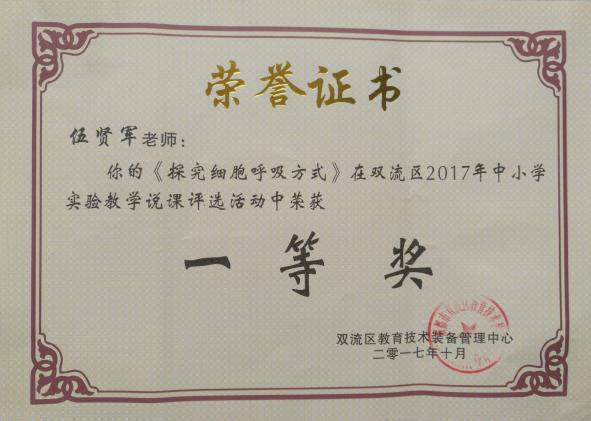 荣誉证书
伍贤军老师：
你的《探究细胞呼吸方式》在双流区2017年中小学
实验教学说课评选活动中荣获
一等奖
双流区教育技术装备管理中心
二零一七年十月